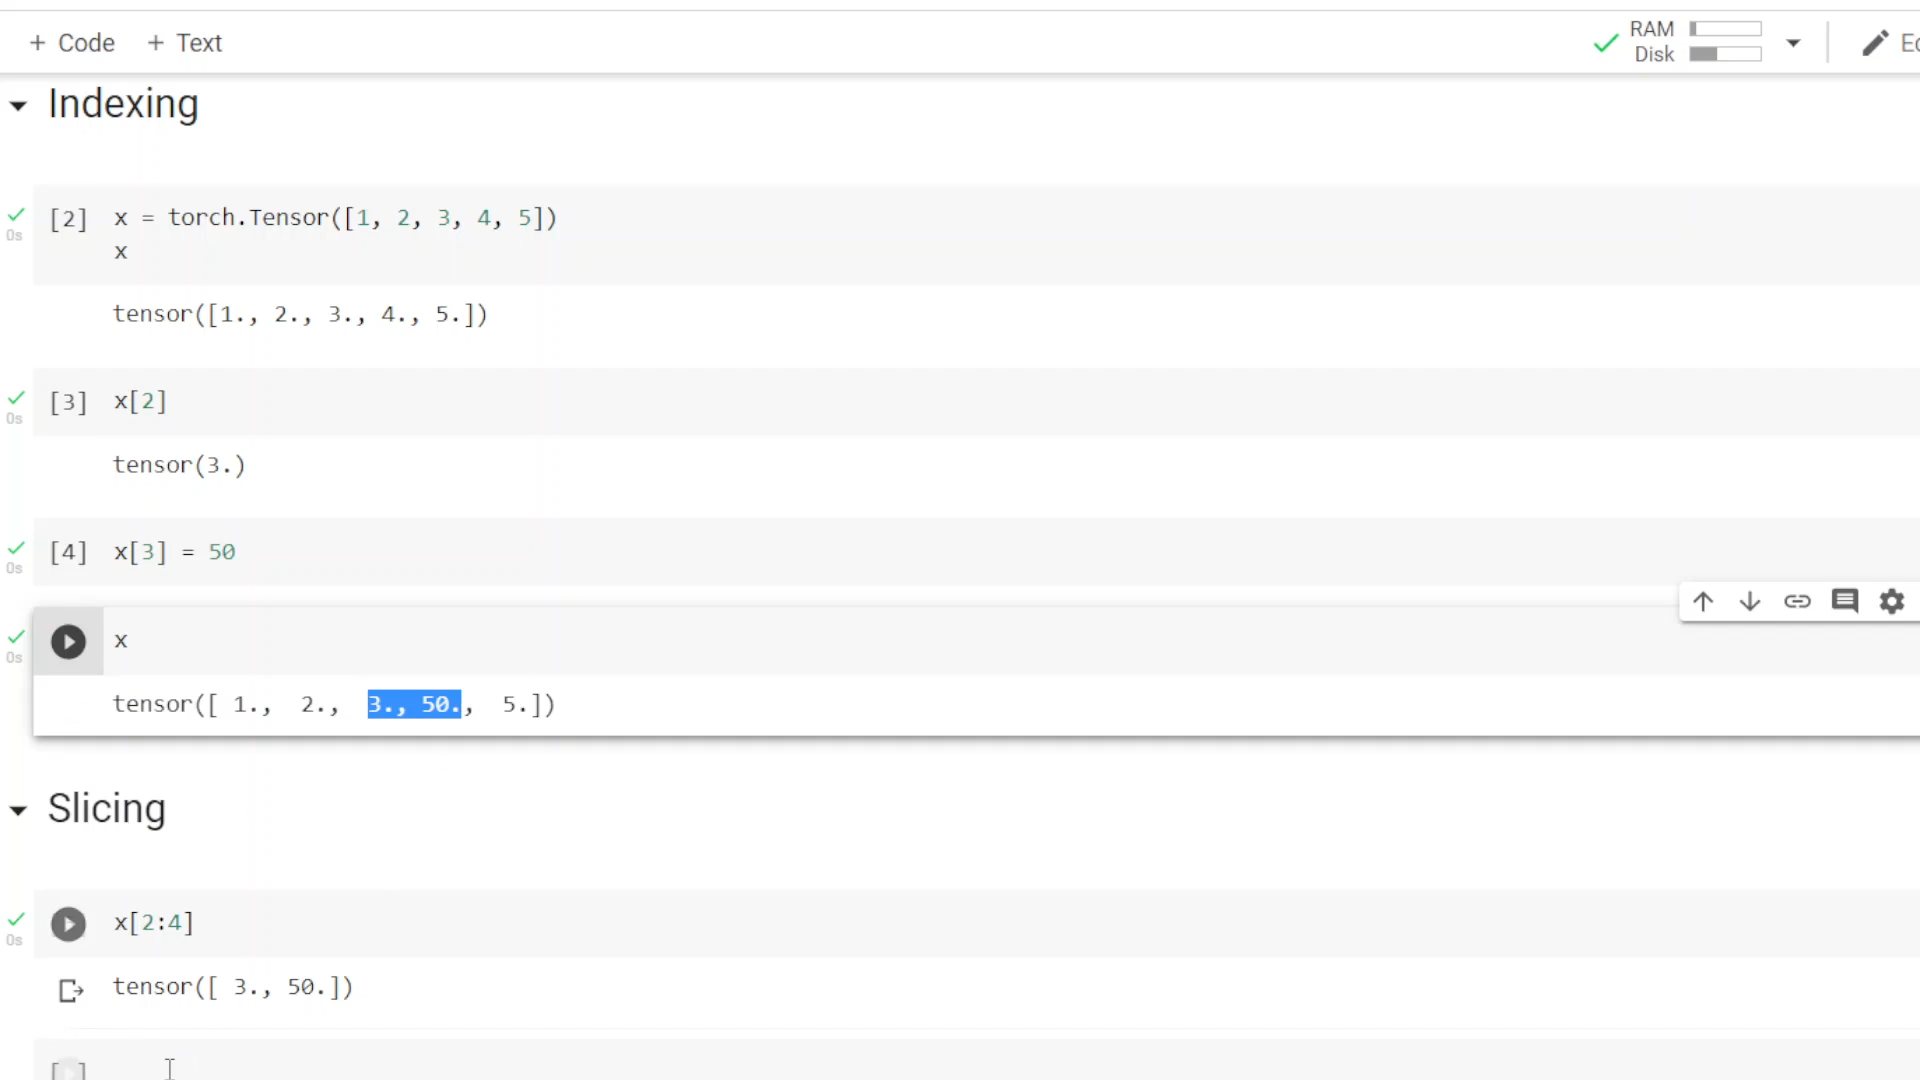 + Code + Text
RAM
Disk
Indexing
[2] x = torch.Tensor([1, 2, 3, 4, 5])
0s
x
tensor([1., 2., 3., 4., 5.])
[3] x[2]
0s
tensor(3.)
[4] x[3] = 50
0s
x
0s
tensor([ 1.,  2.,  3., 50.,  5.])
Slicing
x[2:4]
0s
tensor([ 3., 50.])
[ ]